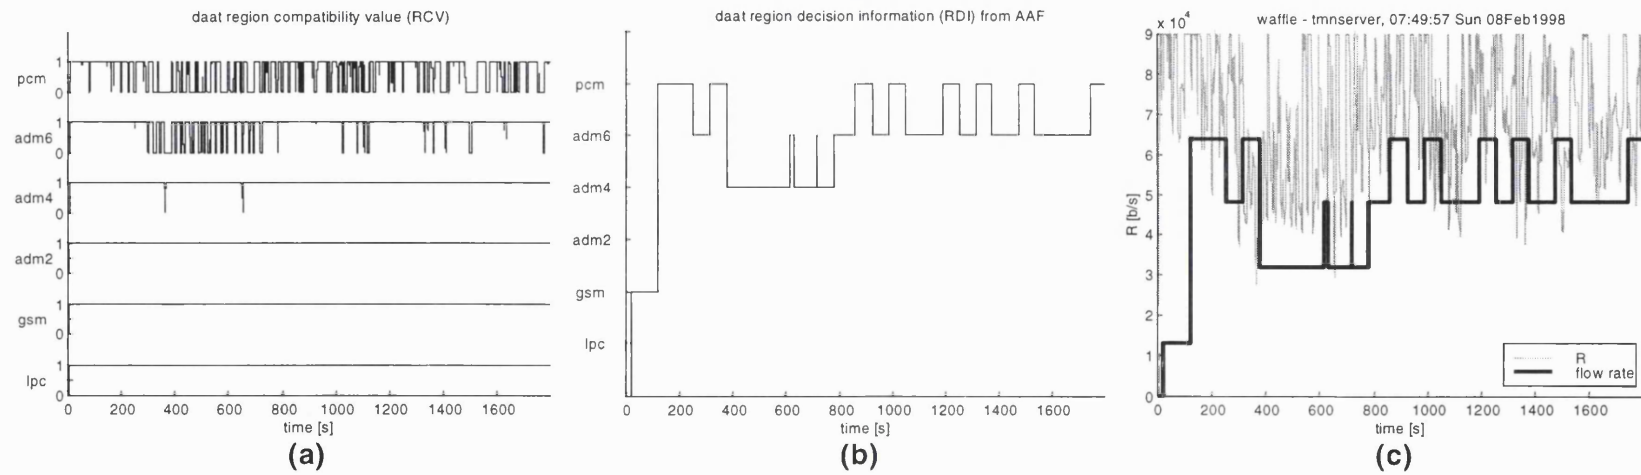 daat region compatibility value (RCV)
pcm
1
0
adm6
1
0
adm4
1
0
adm2
1
0
gsm
1
0
lpc
1
0
0 200 400 600 800 1000 1200 1400 1600
time [s]
(a)
daat region decision information (RDI) from AAF
pcm
adm6
adm4
adm2
gsm
lpc
0 200 400 600 800 1000 1200 1400 1600
time [s]
(b)
waffle - tmnserver, 07:49:57 Sun 08Feb1998
x 10^4
9
8
7
6
5
4
3
2
1
0
R [b/s]
R
flow rate
0 200 400 600 800 1000 1200 1400 1600
time [s]
(c)